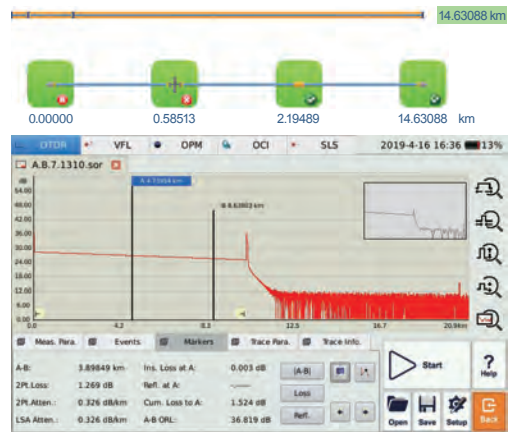 14.63088 km
0.00000 0.58513 2.19489 14.63088 km
OTDR VFL OPM OCI SLS 2019-4-16 16:36 13%
A.B.7.1310.sor
dB
54.00
48.00
42.00
36.00
30.00
24.00
18.00
12.00
6.00
0.00
0.0 4.2 8.3 12.5 16.7 20.9km
Meas. Para. Events Markers Trace Para. Trace Info.
A-B: 3.89849 km Ins. Loss at A: 0.003 dB (A-B)
2Pt.Loss: 1.269 dB Refl. at A: -.----- Loss
2Pt.Atten.: 0.326 dB/km Cum. Loss to A: 1.524 dB
LSA Atten.: 0.326 dB/km A-B ORL: 36.819 dB Refl.
Start
? Help
Open Save Setup Back